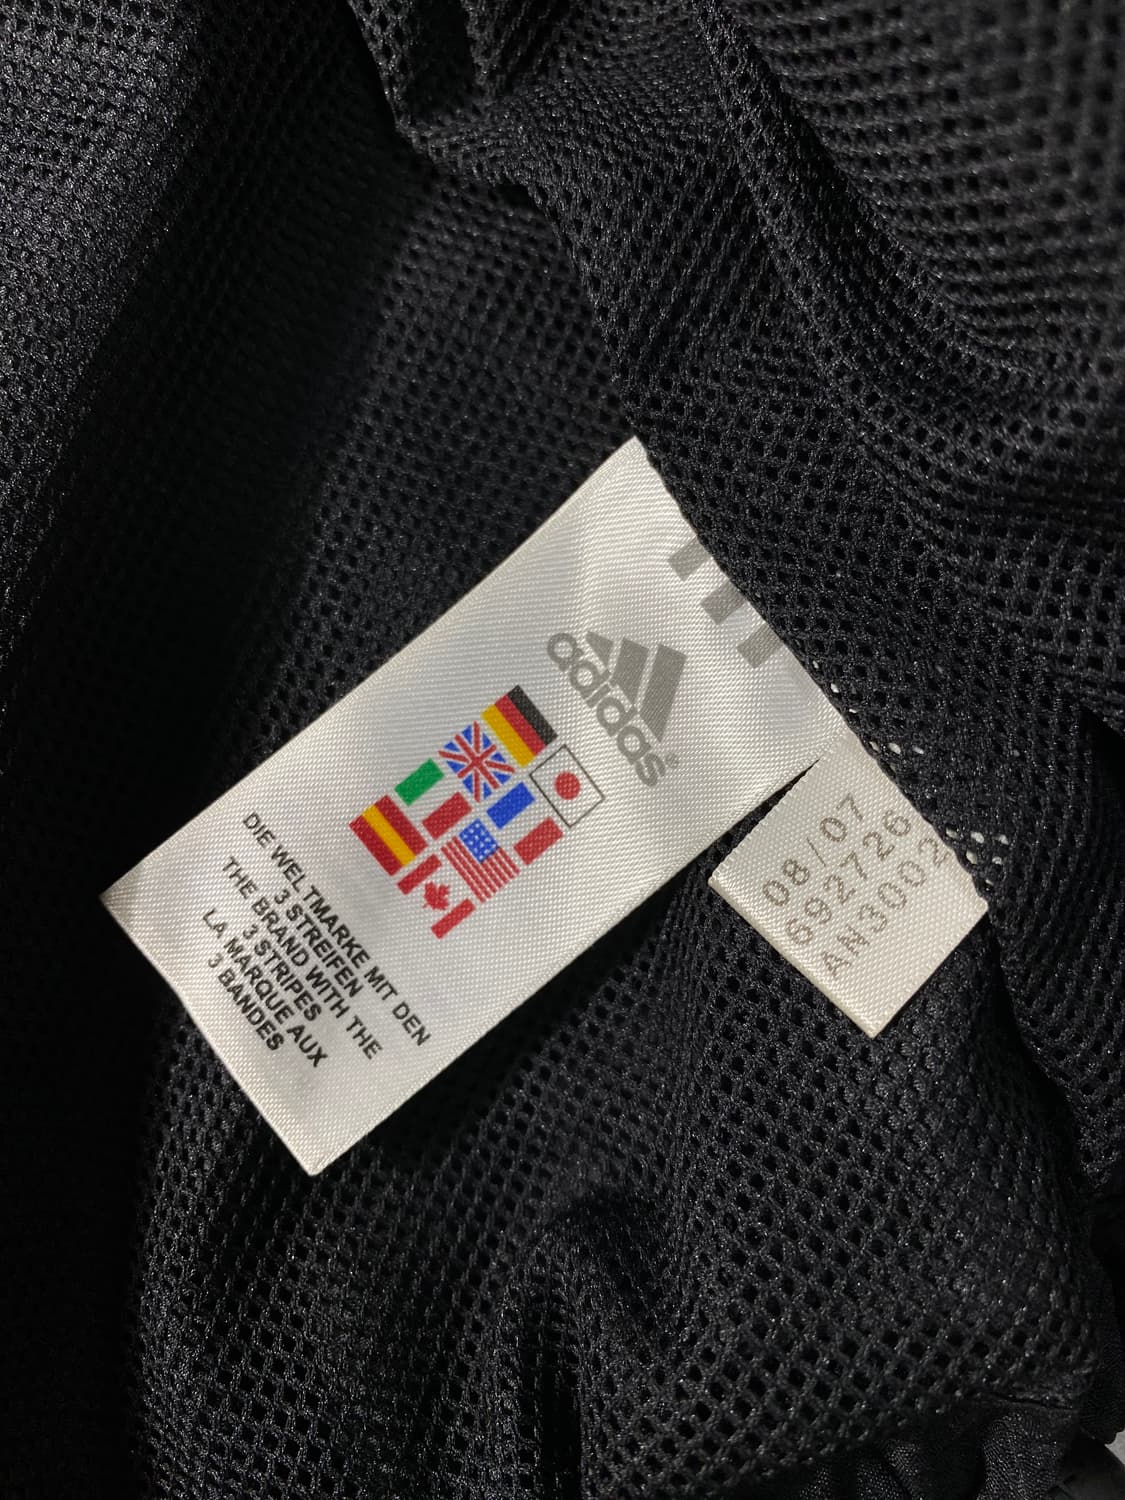 adidas®
DIE WELTMARKE MIT DEN
3 STREIFEN
THE BRAND WITH THE
3 STRIPES
LA MARQUE AUX
3 BANDES
08/07
692726
AN3002